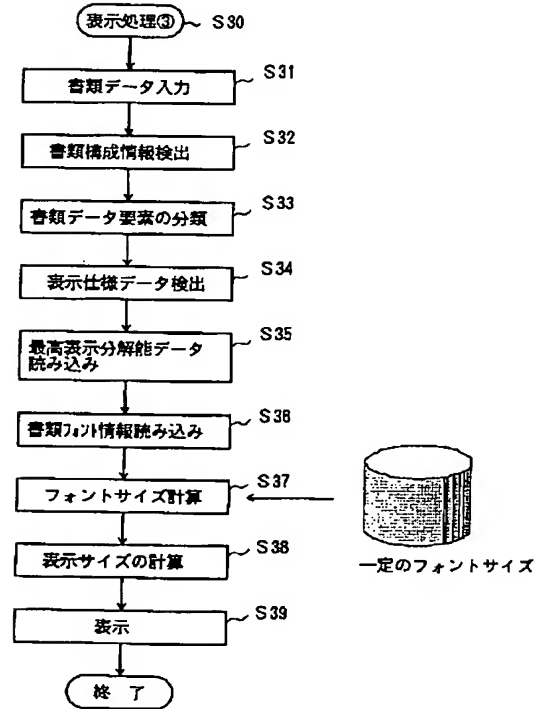 表示処理③ S30
S31
書類データ入力
S32
書類構成情報検出
S33
書類データ要素の分類
S34
表示仕様データ検出
S35
最高表示分解能データ
読み込み
S36
書類フォント情報読み込み
S37
フォントサイズ計算
S38
表示サイズの計算
一定のフォントサイズ
S39
表示
終了